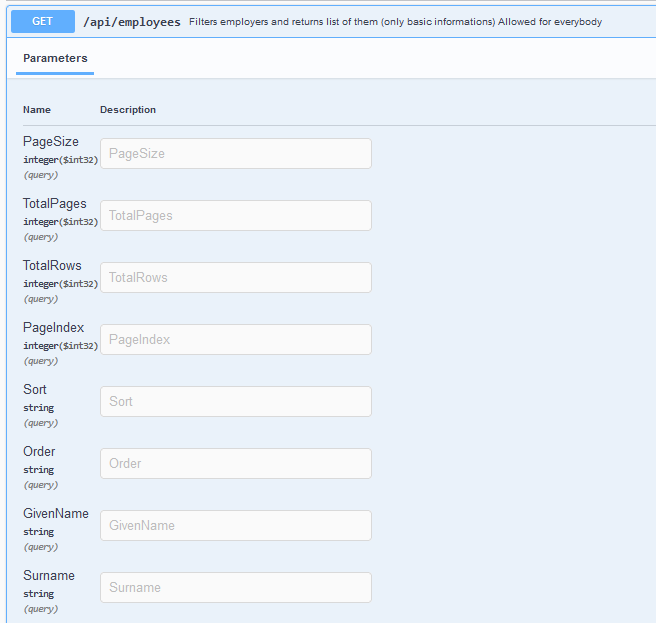 GET /api/employees Filters employers and returns list of them (only basic informations) Allowed for everybody
Parameters
Name Description
PageSize
integer($int32)
(query)
PageSize
TotalPages
integer($int32)
(query)
TotalPages
TotalRows
integer($int32)
(query)
TotalRows
PageIndex
integer($int32)
(query)
PageIndex
Sort
string
(query)
Sort
Order
string
(query)
Order
GivenName
string
(query)
GivenName
Surname
string
(query)
Surname